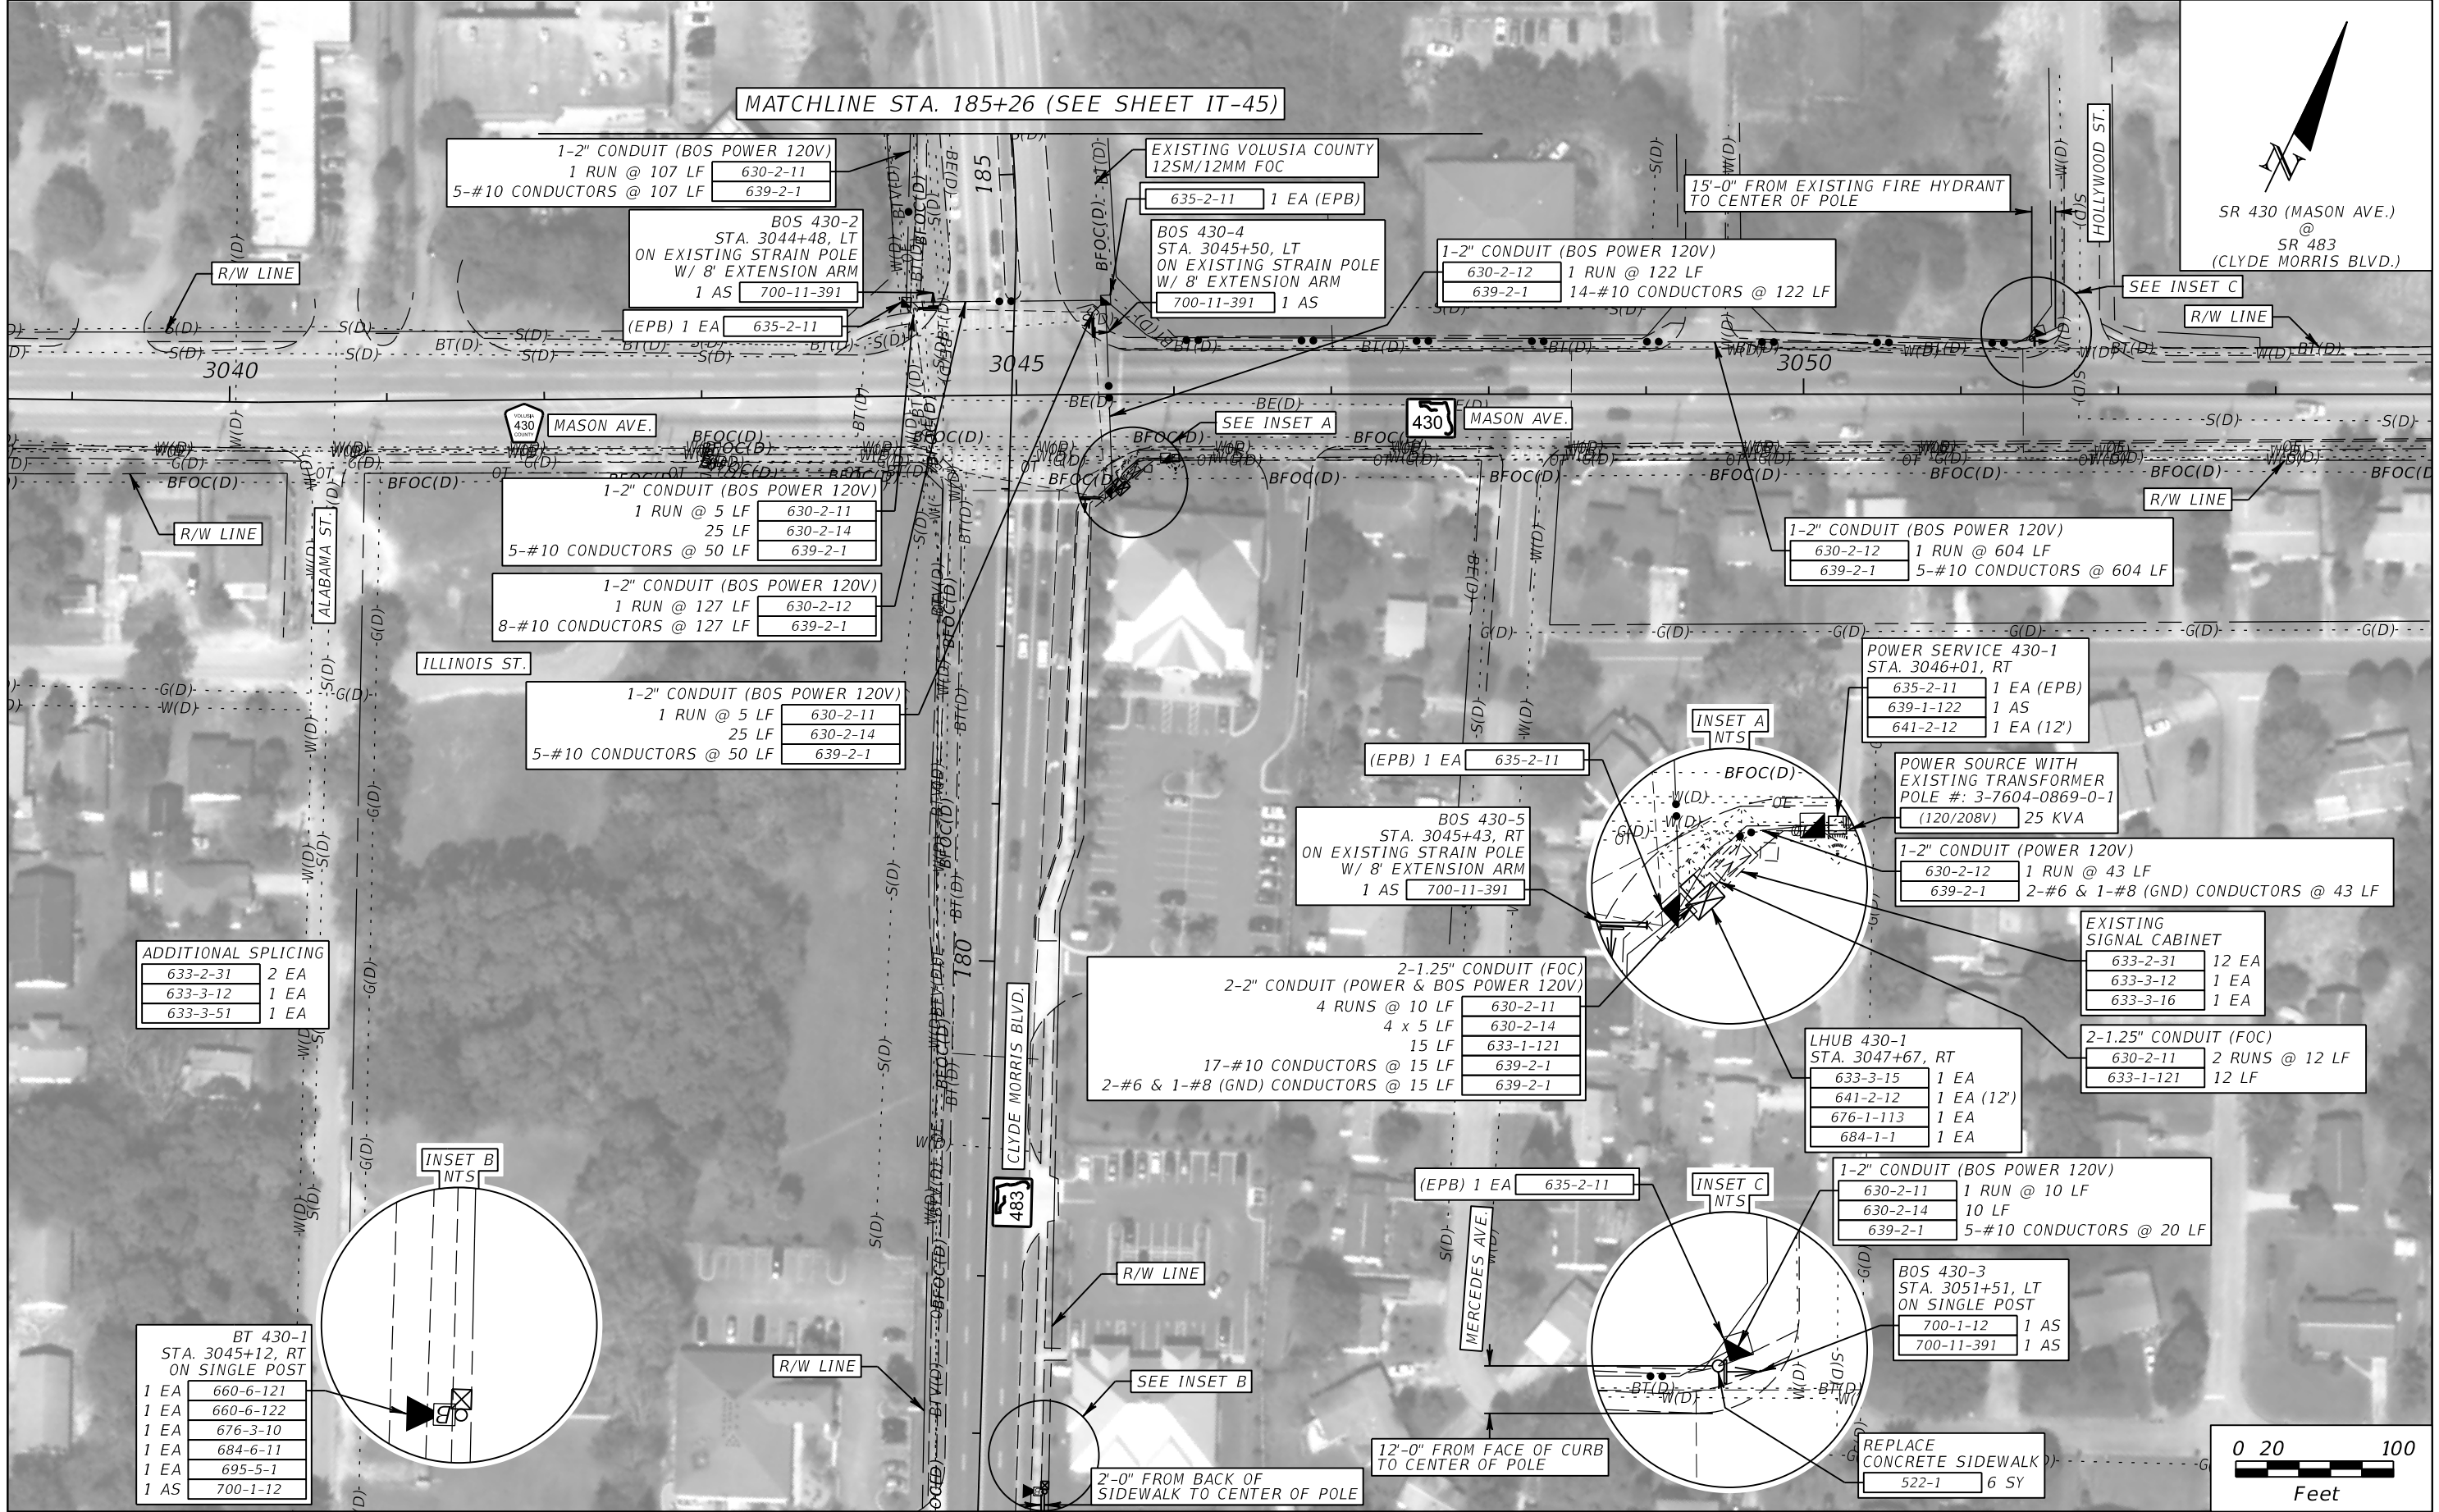 MATCHLINE STA. 185+26 (SEE SHEET IT-45)
1-2" CONDUIT (BOS POWER 120V)
1 RUN @ 107 LF 630-2-11
5-#10 CONDUCTORS @ 107 LF 639-2-1
BOS 430-2
STA. 3044+48, LT
ON EXISTING STRAIN POLE
W/ 8' EXTENSION ARM
1 AS 700-11-391
(EPB) 1 EA 635-2-11
EXISTING VOLUSIA COUNTY
12SM/12MM FOC
635-2-11 1 EA (EPB)
BOS 430-4
STA. 3045+50, LT
ON EXISTING STRAIN POLE
W/ 8' EXTENSION ARM
700-11-391 1 AS
1-2" CONDUIT (BOS POWER 120V)
630-2-12 1 RUN @ 122 LF
639-2-1 14-#10 CONDUCTORS @ 122 LF
15'-0" FROM EXISTING FIRE HYDRANT
TO CENTER OF POLE
HOLLYWOOD ST.
N
SR 430 (MASON AVE.)
@
SR 483
(CLYDE MORRIS BLVD.)
SEE INSET C
R/W LINE
R/W LINE
185
3040
3045
3050
VOLUSIA
430
COUNTY
MASON AVE.
SEE INSET A
430
MASON AVE.
R/W LINE
R/W LINE
ALABAMA ST.
ILLINOIS ST.
1-2" CONDUIT (BOS POWER 120V)
1 RUN @ 5 LF 630-2-11
25 LF 630-2-14
5-#10 CONDUCTORS @ 50 LF 639-2-1
1-2" CONDUIT (BOS POWER 120V)
1 RUN @ 127 LF 630-2-12
8-#10 CONDUCTORS @ 127 LF 639-2-1
1-2" CONDUIT (BOS POWER 120V)
1 RUN @ 5 LF 630-2-11
25 LF 630-2-14
5-#10 CONDUCTORS @ 50 LF 639-2-1
1-2" CONDUIT (BOS POWER 120V)
630-2-12 1 RUN @ 604 LF
639-2-1 5-#10 CONDUCTORS @ 604 LF
POWER SERVICE 430-1
STA. 3046+01, RT
635-2-11 1 EA (EPB)
639-1-122 1 AS
641-2-12 1 EA (12')
INSET A
NTS
(EPB) 1 EA 635-2-11
POWER SOURCE WITH
EXISTING TRANSFORMER
POLE #: 3-7604-0869-0-1
(120/208V) 25 KVA
BOS 430-5
STA. 3045+43, RT
ON EXISTING STRAIN POLE
W/ 8' EXTENSION ARM
1 AS 700-11-391
1-2" CONDUIT (POWER 120V)
630-2-12 1 RUN @ 43 LF
639-2-1 2-#6 & 1-#8 (GND) CONDUCTORS @ 43 LF
EXISTING
SIGNAL CABINET
633-2-31 12 EA
633-3-12 1 EA
633-3-16 1 EA
ADDITIONAL SPLICING
633-2-31 2 EA
633-3-12 1 EA
633-3-51 1 EA
180
CLYDE MORRIS BLVD.
2-1.25" CONDUIT (FOC)
2-2" CONDUIT (POWER & BOS POWER 120V)
4 RUNS @ 10 LF 630-2-11
4 x 5 LF 630-2-14
15 LF 633-1-121
17-#10 CONDUCTORS @ 15 LF 639-2-1
2-#6 & 1-#8 (GND) CONDUCTORS @ 15 LF 639-2-1
2-1.25" CONDUIT (FOC)
630-2-11 2 RUNS @ 12 LF
633-1-121 12 LF
LHUB 430-1
STA. 3047+67, RT
633-3-15 1 EA
641-2-12 1 EA (12')
676-1-113 1 EA
684-1-1 1 EA
INSET B
NTS
483
BT 430-1
STA. 3045+12, RT
ON SINGLE POST
1 EA 660-6-121
1 EA 660-6-122
1 EA 676-3-10
1 EA 684-6-11
1 EA 695-5-1
1 AS 700-1-12
B
R/W LINE
R/W LINE
SEE INSET B
2'-0" FROM BACK OF
SIDEWALK TO CENTER OF POLE
MERCEDES AVE.
(EPB) 1 EA 635-2-11
INSET C
NTS
1-2" CONDUIT (BOS POWER 120V)
630-2-11 1 RUN @ 10 LF
630-2-14 10 LF
639-2-1 5-#10 CONDUCTORS @ 20 LF
BOS 430-3
STA. 3051+51, LT
ON SINGLE POST
700-1-12 1 AS
700-11-391 1 AS
12'-0" FROM FACE OF CURB
TO CENTER OF POLE
REPLACE
CONCRETE SIDEWALK
522-1 6 SY
0 20 100
Feet